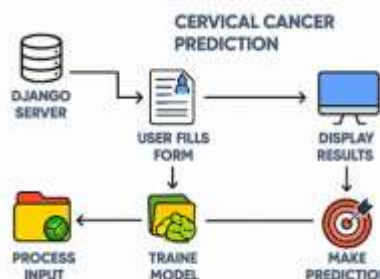 CERVICAL CANCER
PREDICTION
DJANGO
SERVER
USER FILLS
FORM
DISPLAY
RESULTS
PROCESS
INPUT
TRAINE
MODEL
MAKE
PREDICTION